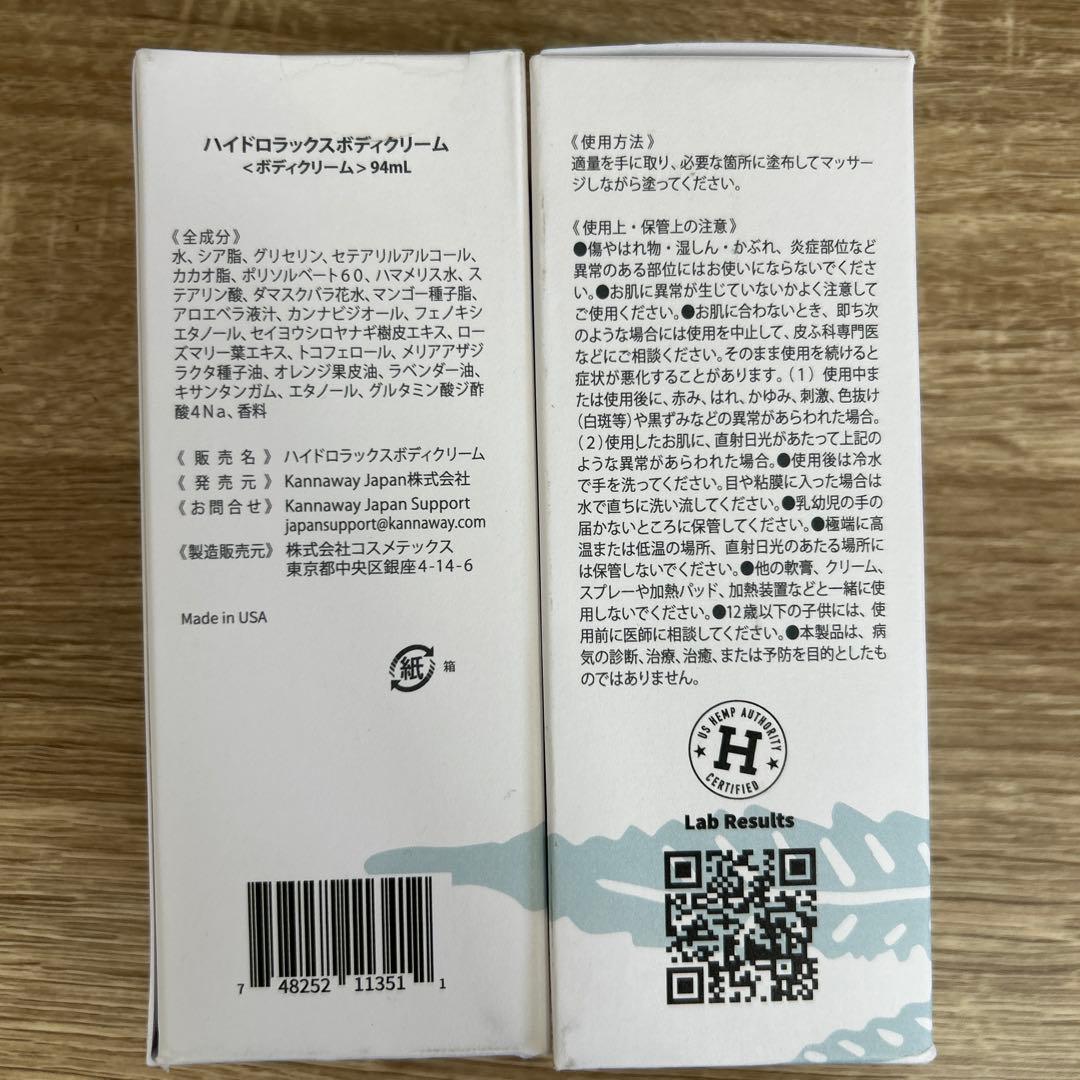 ハイドロラックスボディクリーム
<ボディクリーム>94mL
《全成分》
水、シア脂、グリセリン、セテアリルアルコール、
カカオ脂、ポリソルベート60、ハマメリス水、ス
テアリン酸、ダマスクバラ花水、マンゴー種子脂、
アロエベラ液汁、カンナビジオール、フェノキシ
エタノール、セイヨウシロヤナギ樹皮エキス、ロー
ズマリー葉エキス、トコフェロール、メリアアザジ
ラクタ種子油、オレンジ果皮油、ラベンダー油、
キサンタンガム、エタノール、グルタミン酸ジ酢
酸4Na、香料
《販売名》 ハイドロラックスボディクリーム
《発売元》 Kannaway Japan株式会社
《お問合せ》 Kannaway Japan Support
japansupport@kannaway.com
《製造販売元》 株式会社コスメテックス
東京都中央区銀座4-14-6
Made in USA
紙 箱
7 48252 11351 1
《使用方法》
適量を手に取り、必要な箇所に塗布してマッサー
ジしながら塗ってください。
《使用上・保管上の注意》
●傷やはれ物・湿しん・かぶれ、炎症部位など
異常のある部位にはお使いにならないでくださ
い。●お肌に異常が生じていないかよく注意して
ご使用ください。●お肌に合わないとき、即ち次
のような場合には使用を中止して、皮ふ科専門医
などにご相談ください。そのまま使用を続けると
症状が悪化することがあります。(1)使用中ま
たは使用後に、赤み、はれ、かゆみ、刺激、色抜け
(白斑等)や黒ずみなどの異常があらわれた場合。
(2)使用したお肌に、直射日光があたって上記の
ような異常があらわれた場合。●使用後は冷水
で手を洗ってください。目や粘膜に入った場合は
水で直ちに洗い流してください。●乳幼児の手の
届かないところに保管してください。●極端に高
温または低温の場所、直射日光のあたる場所に
は保管しないでください。●他の軟膏、クリーム、
スプレーや加熱パッド、加熱装置などと一緒に使
用しないでください。●12歳以下の子供には、使
用前に医師に相談してください。●本製品は、病
気の診断、治療、治癒、または予防を目的としたも
のではありません。
US HEMP AUTHORITY
H
CERTIFIED
Lab Results